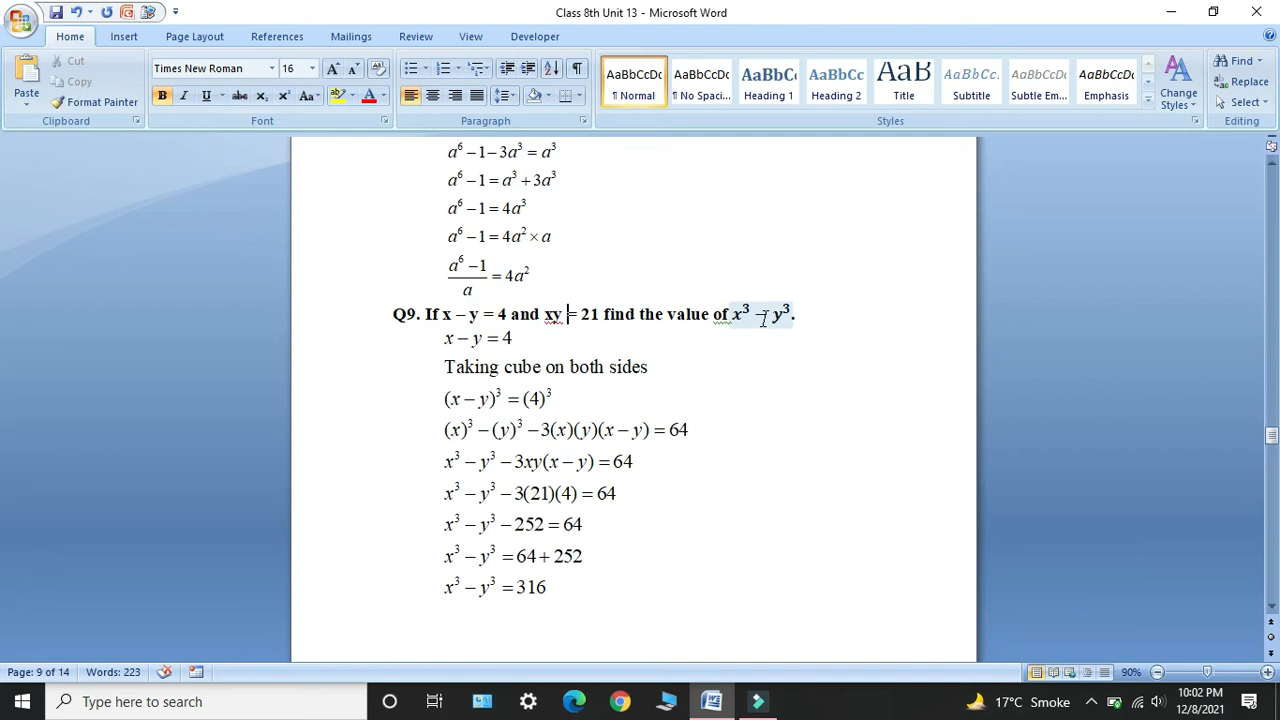 Class 8th Unit 13 - Microsoft Word
Home Insert Page Layout References Mailings Review View Developer
Paste
Cut
Copy
Format Painter
Clipboard
Times New Roman 16
B I U abc x₂ x² Aa
Font
Paragraph
AaBbCcDc AaBbCcDc AaBbCc AaBbCc AaB AaBbCc. AaBbCcDc AaBbCcDc
¶ Normal ¶ No Spaci... Heading 1 Heading 2 Title Subtitle Subtle Em... Emphasis
Styles
Change Styles
Find
Replace
Select
Editing
a⁶ −1−3a³ = a³
a⁶ −1 = a³ +3a³
a⁶ −1 = 4a³
a⁶ −1 = 4a² × a
(a⁶ −1)/a = 4a²
Q9. If x – y = 4 and xy = 21 find the value of x³ − y³.
x − y = 4
Taking cube on both sides
(x − y)³ = (4)³
(x)³ − (y)³ − 3(x)(y)(x − y) = 64
x³ − y³ − 3xy(x − y) = 64
x³ − y³ − 3(21)(4) = 64
x³ − y³ − 252 = 64
x³ − y³ = 64 + 252
x³ − y³ = 316
Page: 9 of 14 Words: 223 90%
Type here to search
17°C Smoke
10:02 PM
12/8/2021